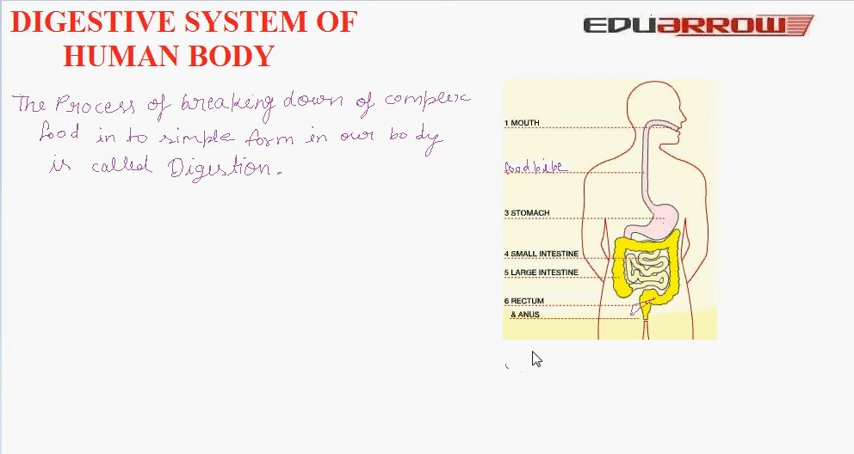 DIGESTIVE SYSTEM OF
HUMAN BODY
EDUARROW
The Process of breaking down of complex
food in to simple form in our body
is called Digestion.
1 MOUTH
food pipe
3 STOMACH
4 SMALL INTESTINE
5 LARGE INTESTINE
6 RECTUM
& ANUS